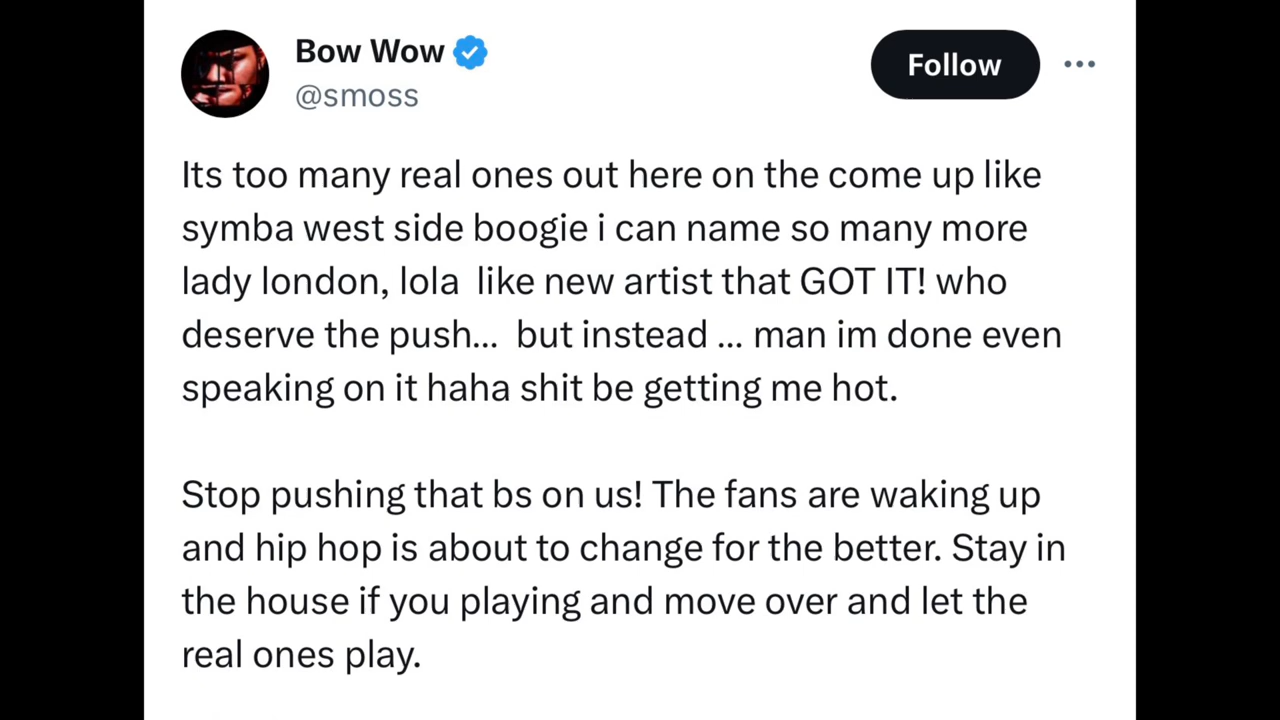 Bow Wow
@smoss
Follow
Its too many real ones out here on the come up like
symba west side boogie i can name so many more
lady london, lola  like new artist that GOT IT! who
deserve the push...  but instead ... man im done even
speaking on it haha shit be getting me hot.
Stop pushing that bs on us! The fans are waking up
and hip hop is about to change for the better. Stay in
the house if you playing and move over and let the
real ones play.